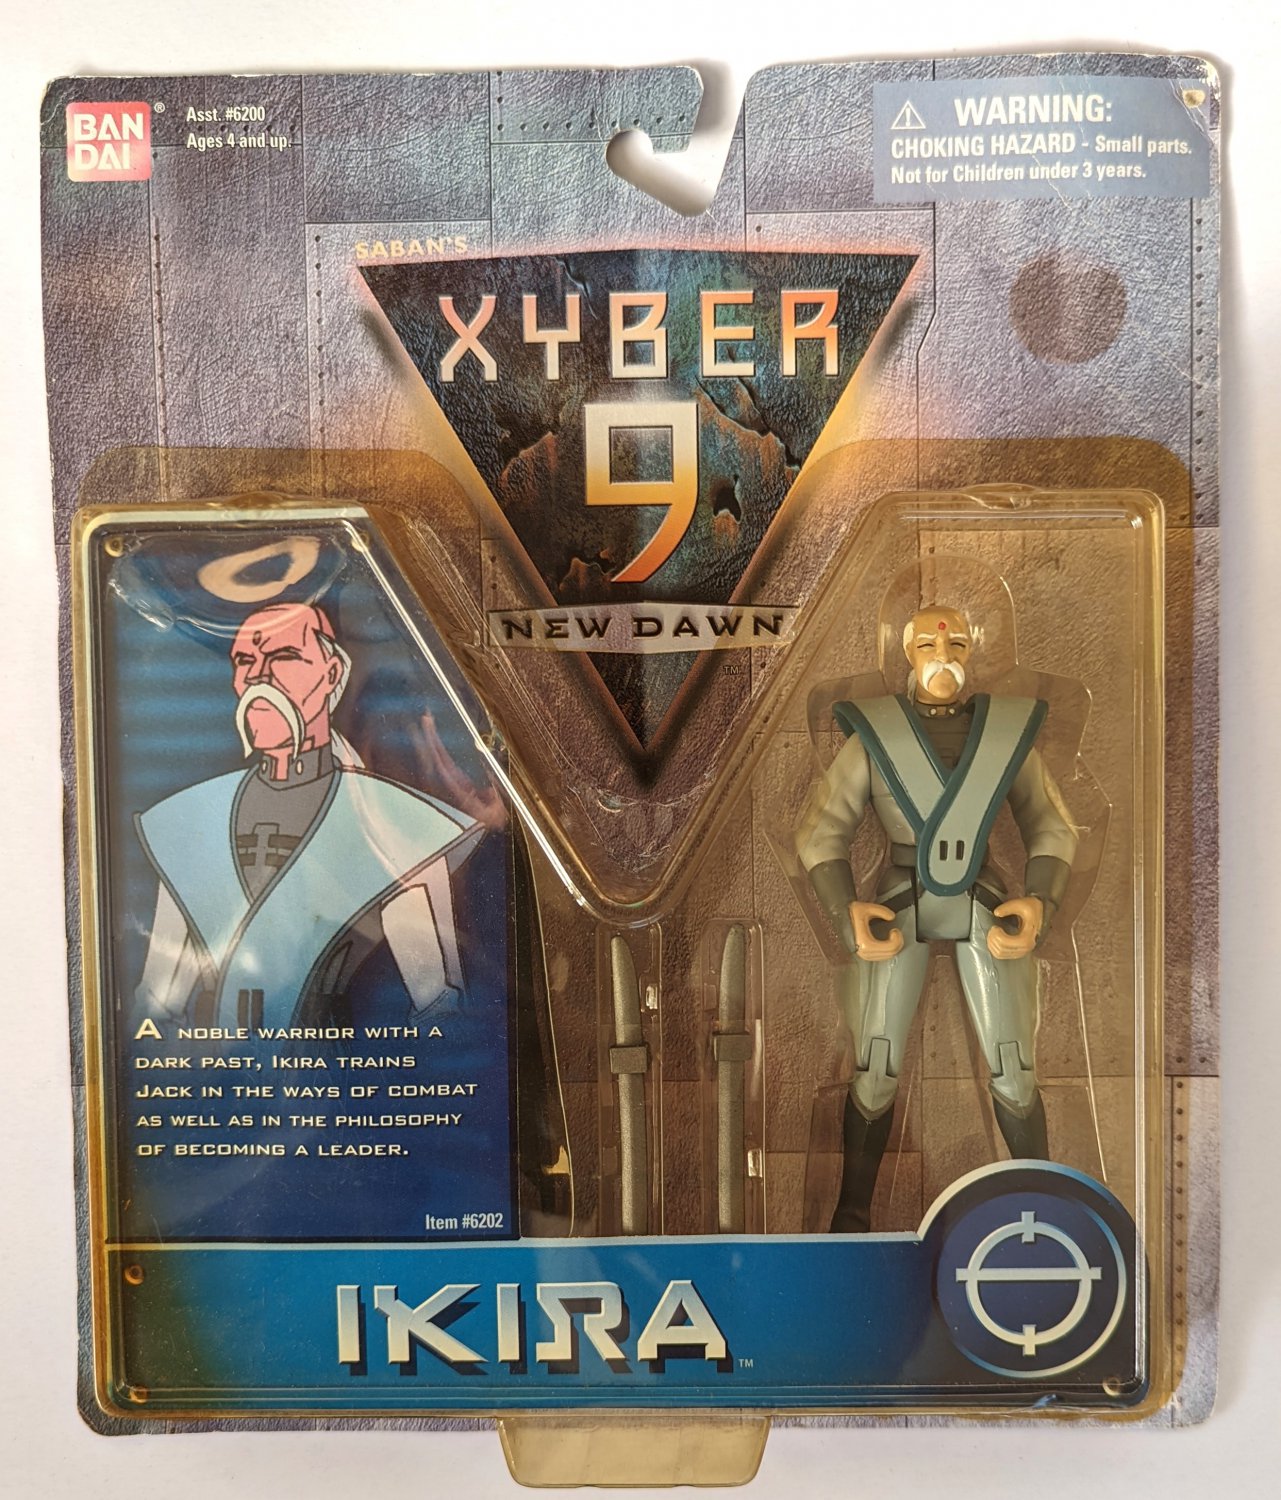 BAN
DAI
®
Asst. #6200
Ages 4 and up.
WARNING:
CHOKING HAZARD - Small parts.
Not for Children under 3 years.
SABAN'S
XYBER
9
NEW DAWN
TM
A NOBLE WARRIOR WITH A
DARK PAST, IKIRA TRAINS
JACK IN THE WAYS OF COMBAT
AS WELL AS IN THE PHILOSOPHY
OF BECOMING A LEADER.
Item #6202
IKIRA
TM